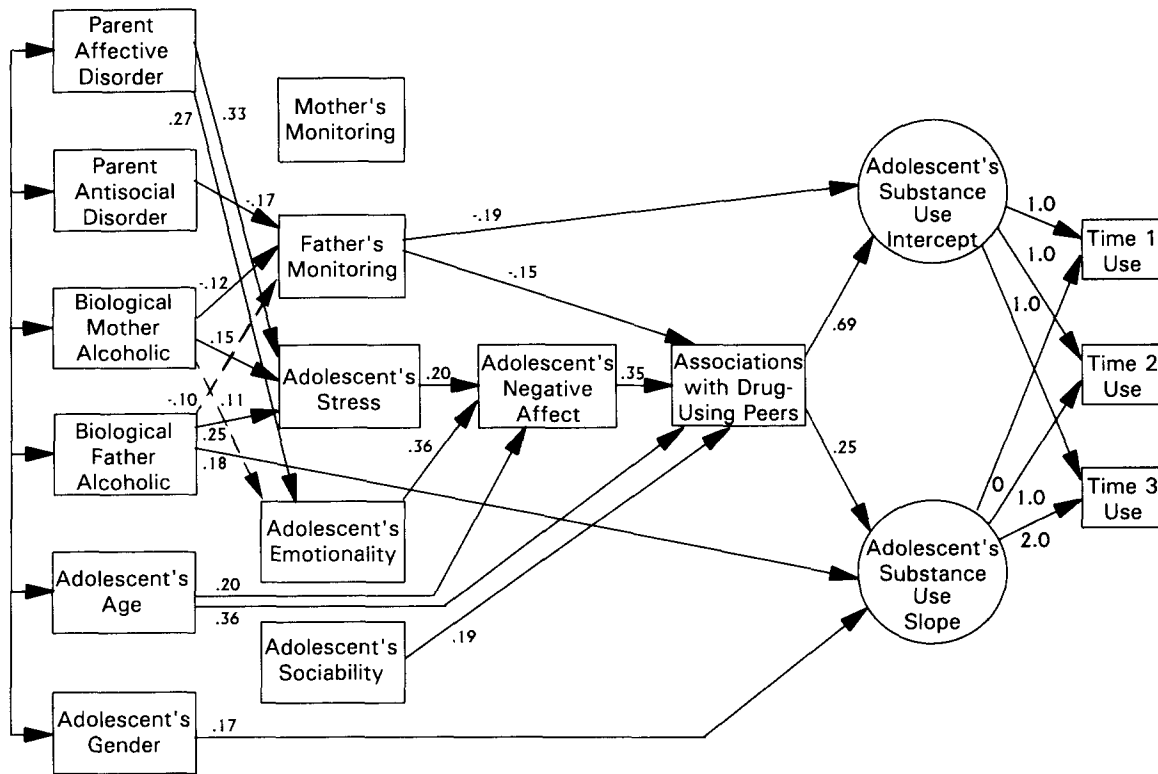 Parent
Affective
Disorder
.27
.33
Mother's
Monitoring
Parent
Antisocial
Disorder
-.17
Father's
Monitoring
-.19
-.15
Biological
Mother
Alcoholic
-.12
.15
Adolescent's
Stress
.20
Adolescent's
Negative
Affect
.35
Associations
with Drug-
Using Peers
.69
.25
Biological
Father
Alcoholic
-.10
.11
.25
.18
.36
Adolescent's
Emotionality
Adolescent's
Age
.20
.36
Adolescent's
Sociability
.19
Adolescent's
Gender
.17
Adolescent's
Substance
Use
Intercept
1.0
1.0
1.0
Time 1
Use
Time 2
Use
Time 3
Use
0
1.0
2.0
Adolescent's
Substance
Use
Slope